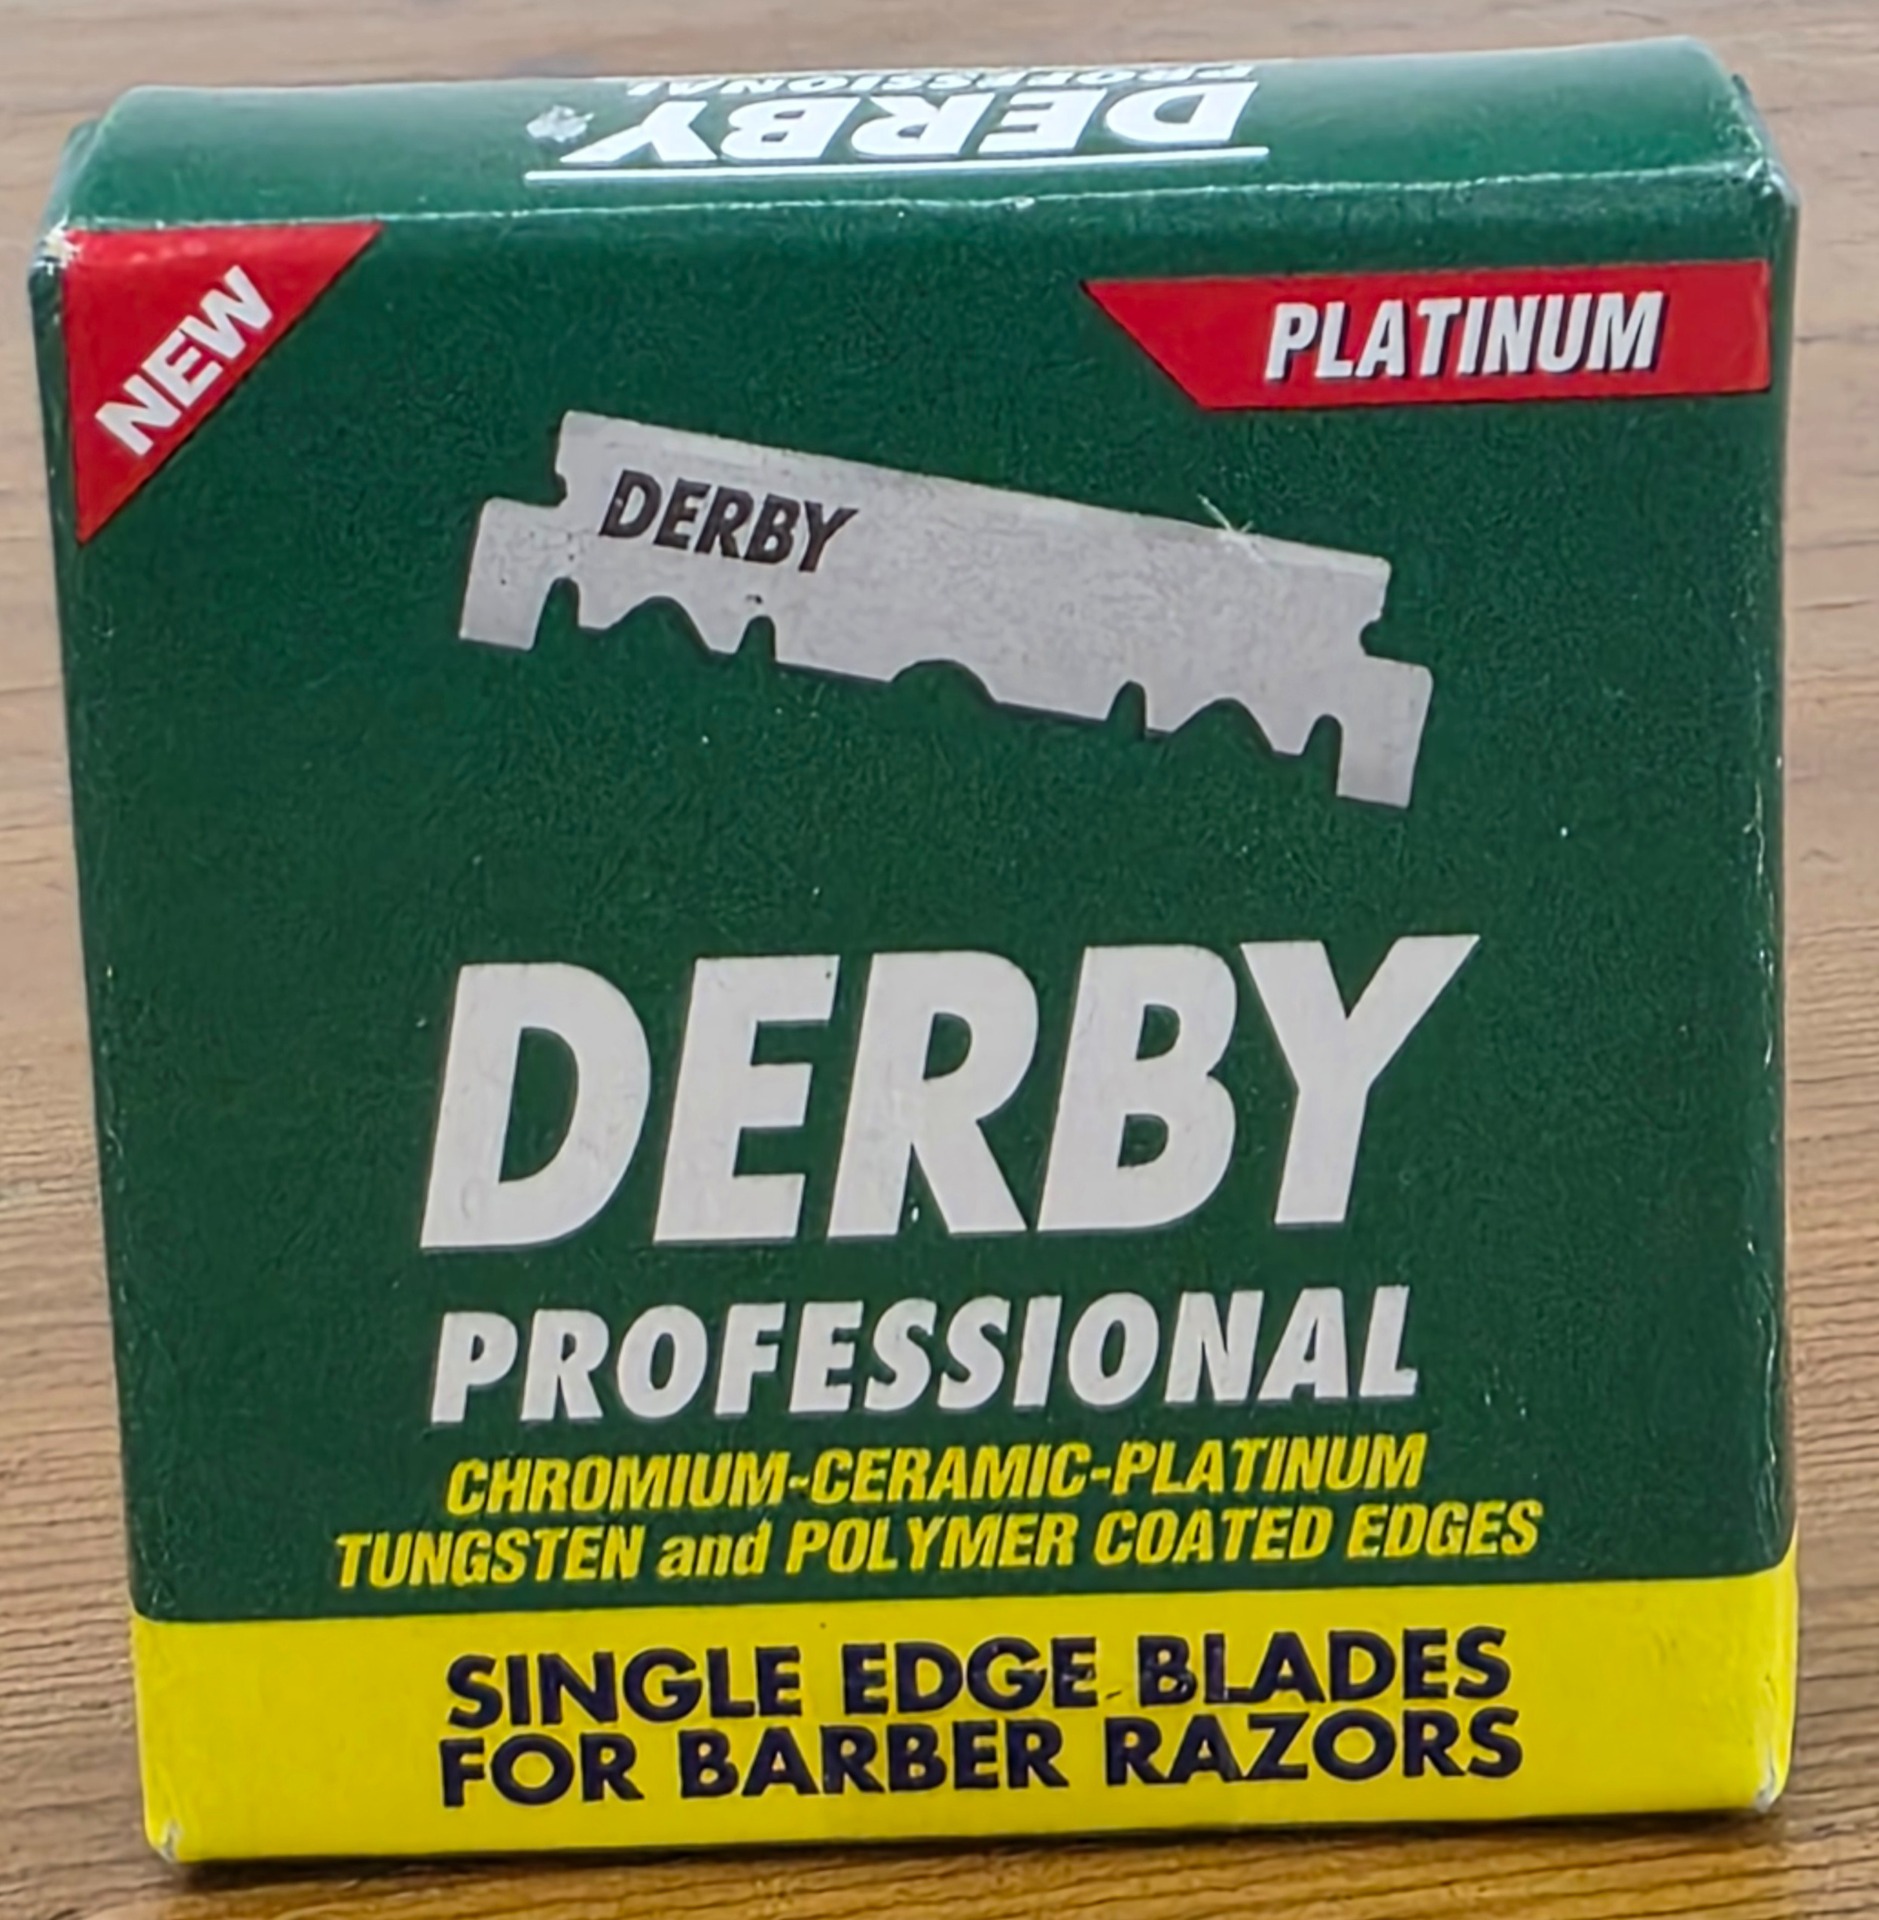 DERBY
PROFESSIONAL
NEW
PLATINUM
DERBY
DERBY
PROFESSIONAL
CHROMIUM-CERAMIC-PLATINUM
TUNGSTEN and POLYMER COATED EDGES
SINGLE EDGE BLADES
FOR BARBER RAZORS